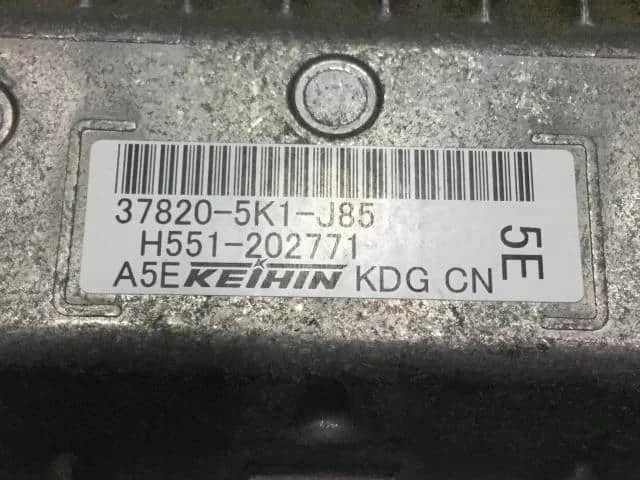 37820-5K1-J85
H551-202771
A5E KEIHIN KDG CN
5E